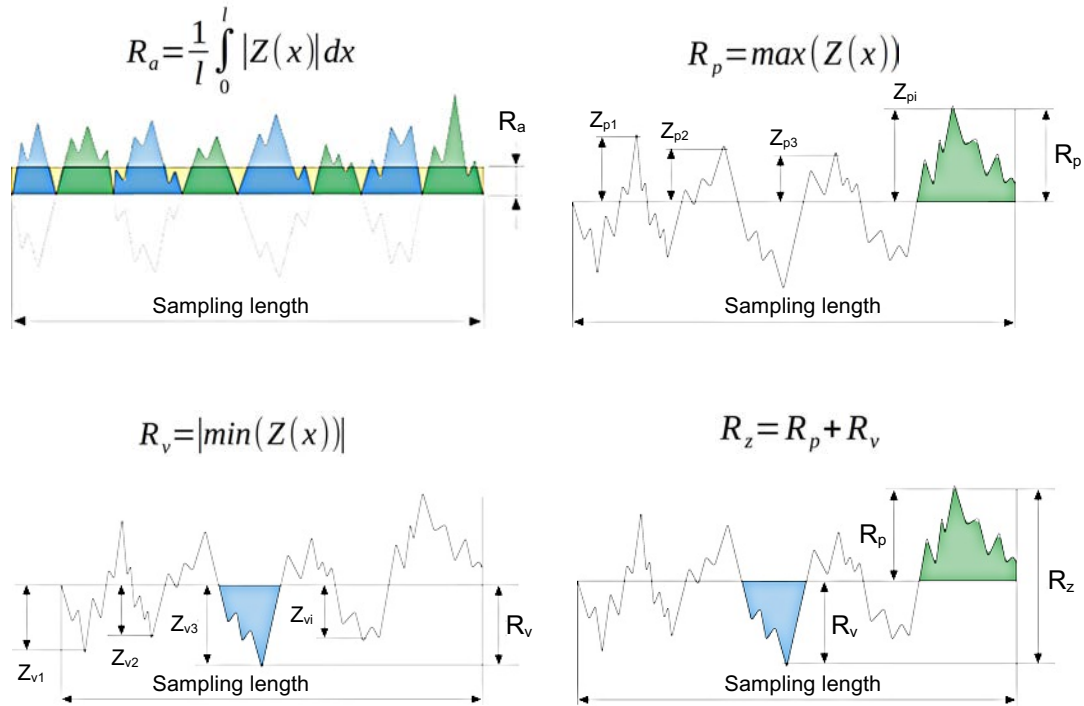 R_a = 1/l ∫_0^l |Z(x)| dx
R_a
Sampling length
R_p = max(Z(x))
Z_p1
Z_p2
Z_p3
Z_pi
R_p
Sampling length
R_v = |min(Z(x))|
Z_v1
Z_v2
Z_v3
Z_vi
R_v
Sampling length
R_z = R_p + R_v
R_p
R_v
R_z
Sampling length